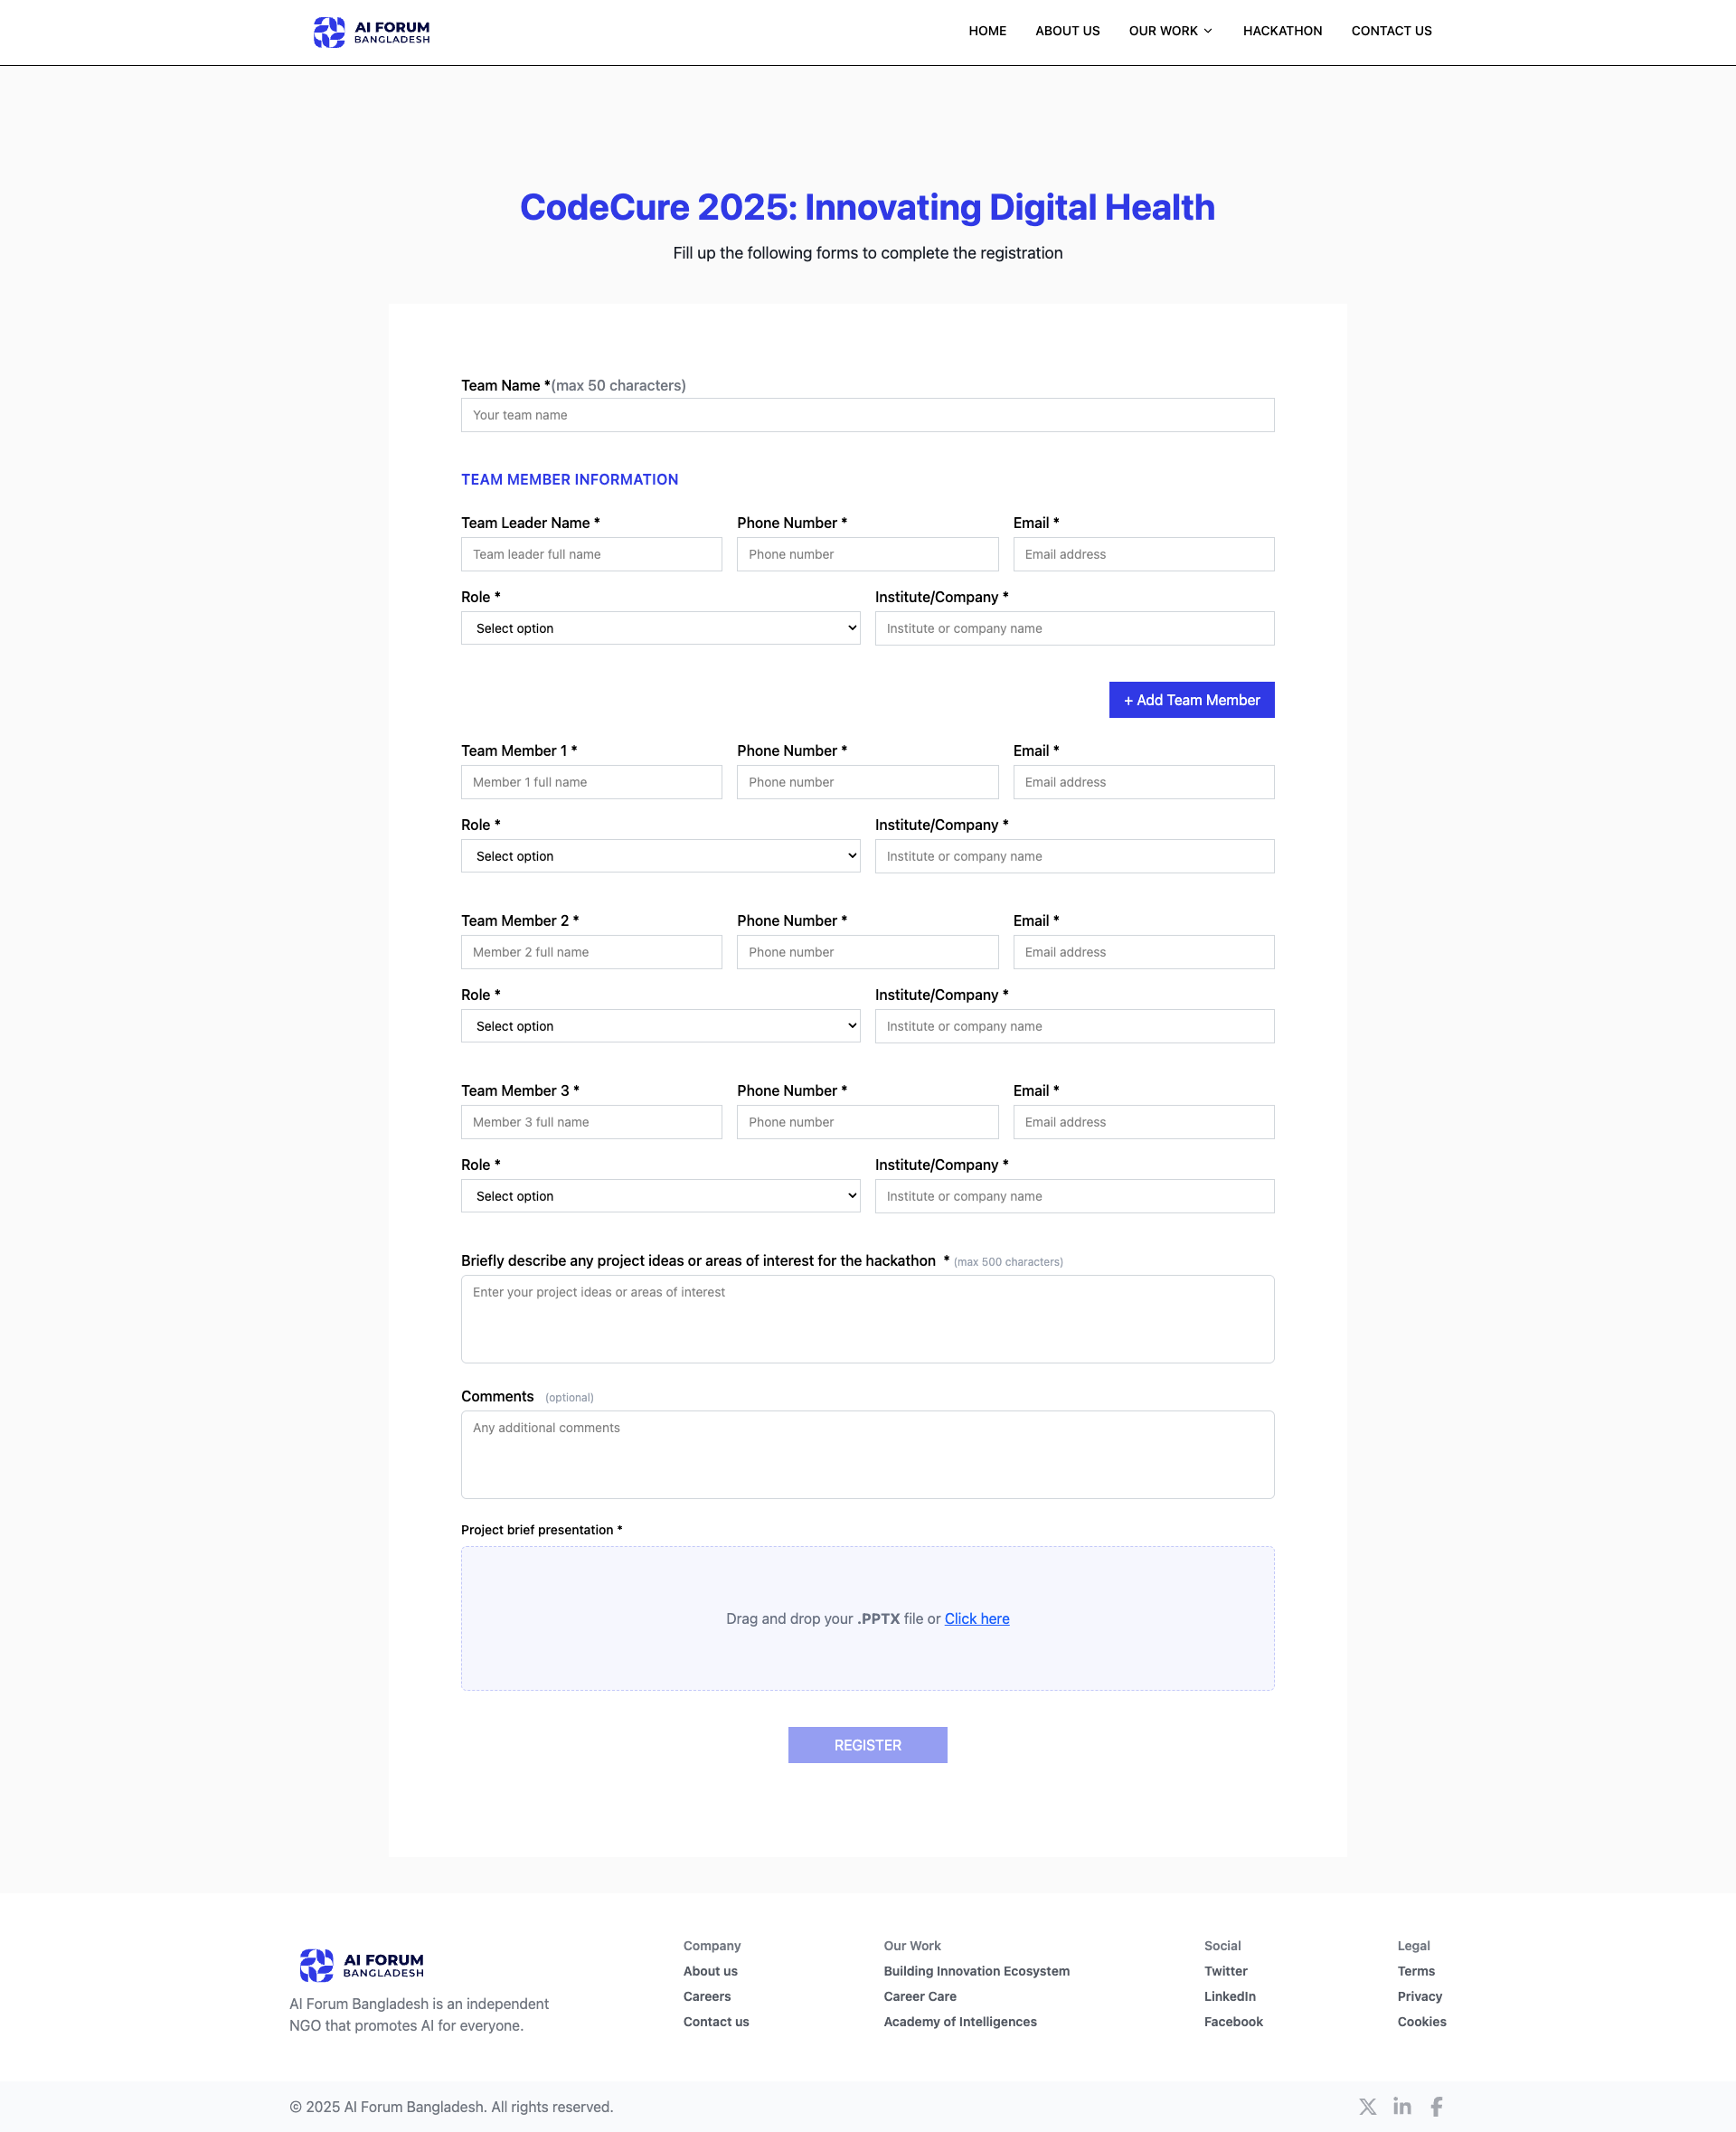 AI FORUM
BANGLADESH
HOME ABOUT US OUR WORK HACKATHON CONTACT US
CodeCure 2025: Innovating Digital Health
Fill up the following forms to complete the registration
Team Name *(max 50 characters)
Your team name
TEAM MEMBER INFORMATION
Team Leader Name * Phone Number * Email *
Team leader full name Phone number Email address
Role * Institute/Company *
Select option Institute or company name
+ Add Team Member
Team Member 1 * Phone Number * Email *
Member 1 full name Phone number Email address
Role * Institute/Company *
Select option Institute or company name
Team Member 2 * Phone Number * Email *
Member 2 full name Phone number Email address
Role * Institute/Company *
Select option Institute or company name
Team Member 3 * Phone Number * Email *
Member 3 full name Phone number Email address
Role * Institute/Company *
Select option Institute or company name
Briefly describe any project ideas or areas of interest for the hackathon * (max 500 characters)
Enter your project ideas or areas of interest
Comments (optional)
Any additional comments
Project brief presentation *
Drag and drop your .PPTX file or Click here
REGISTER
AI FORUM
BANGLADESH
AI Forum Bangladesh is an independent
NGO that promotes AI for everyone.
Company
About us
Careers
Contact us
Our Work
Building Innovation Ecosystem
Career Care
Academy of Intelligences
Social
Twitter
LinkedIn
Facebook
Legal
Terms
Privacy
Cookies
© 2025 AI Forum Bangladesh. All rights reserved.